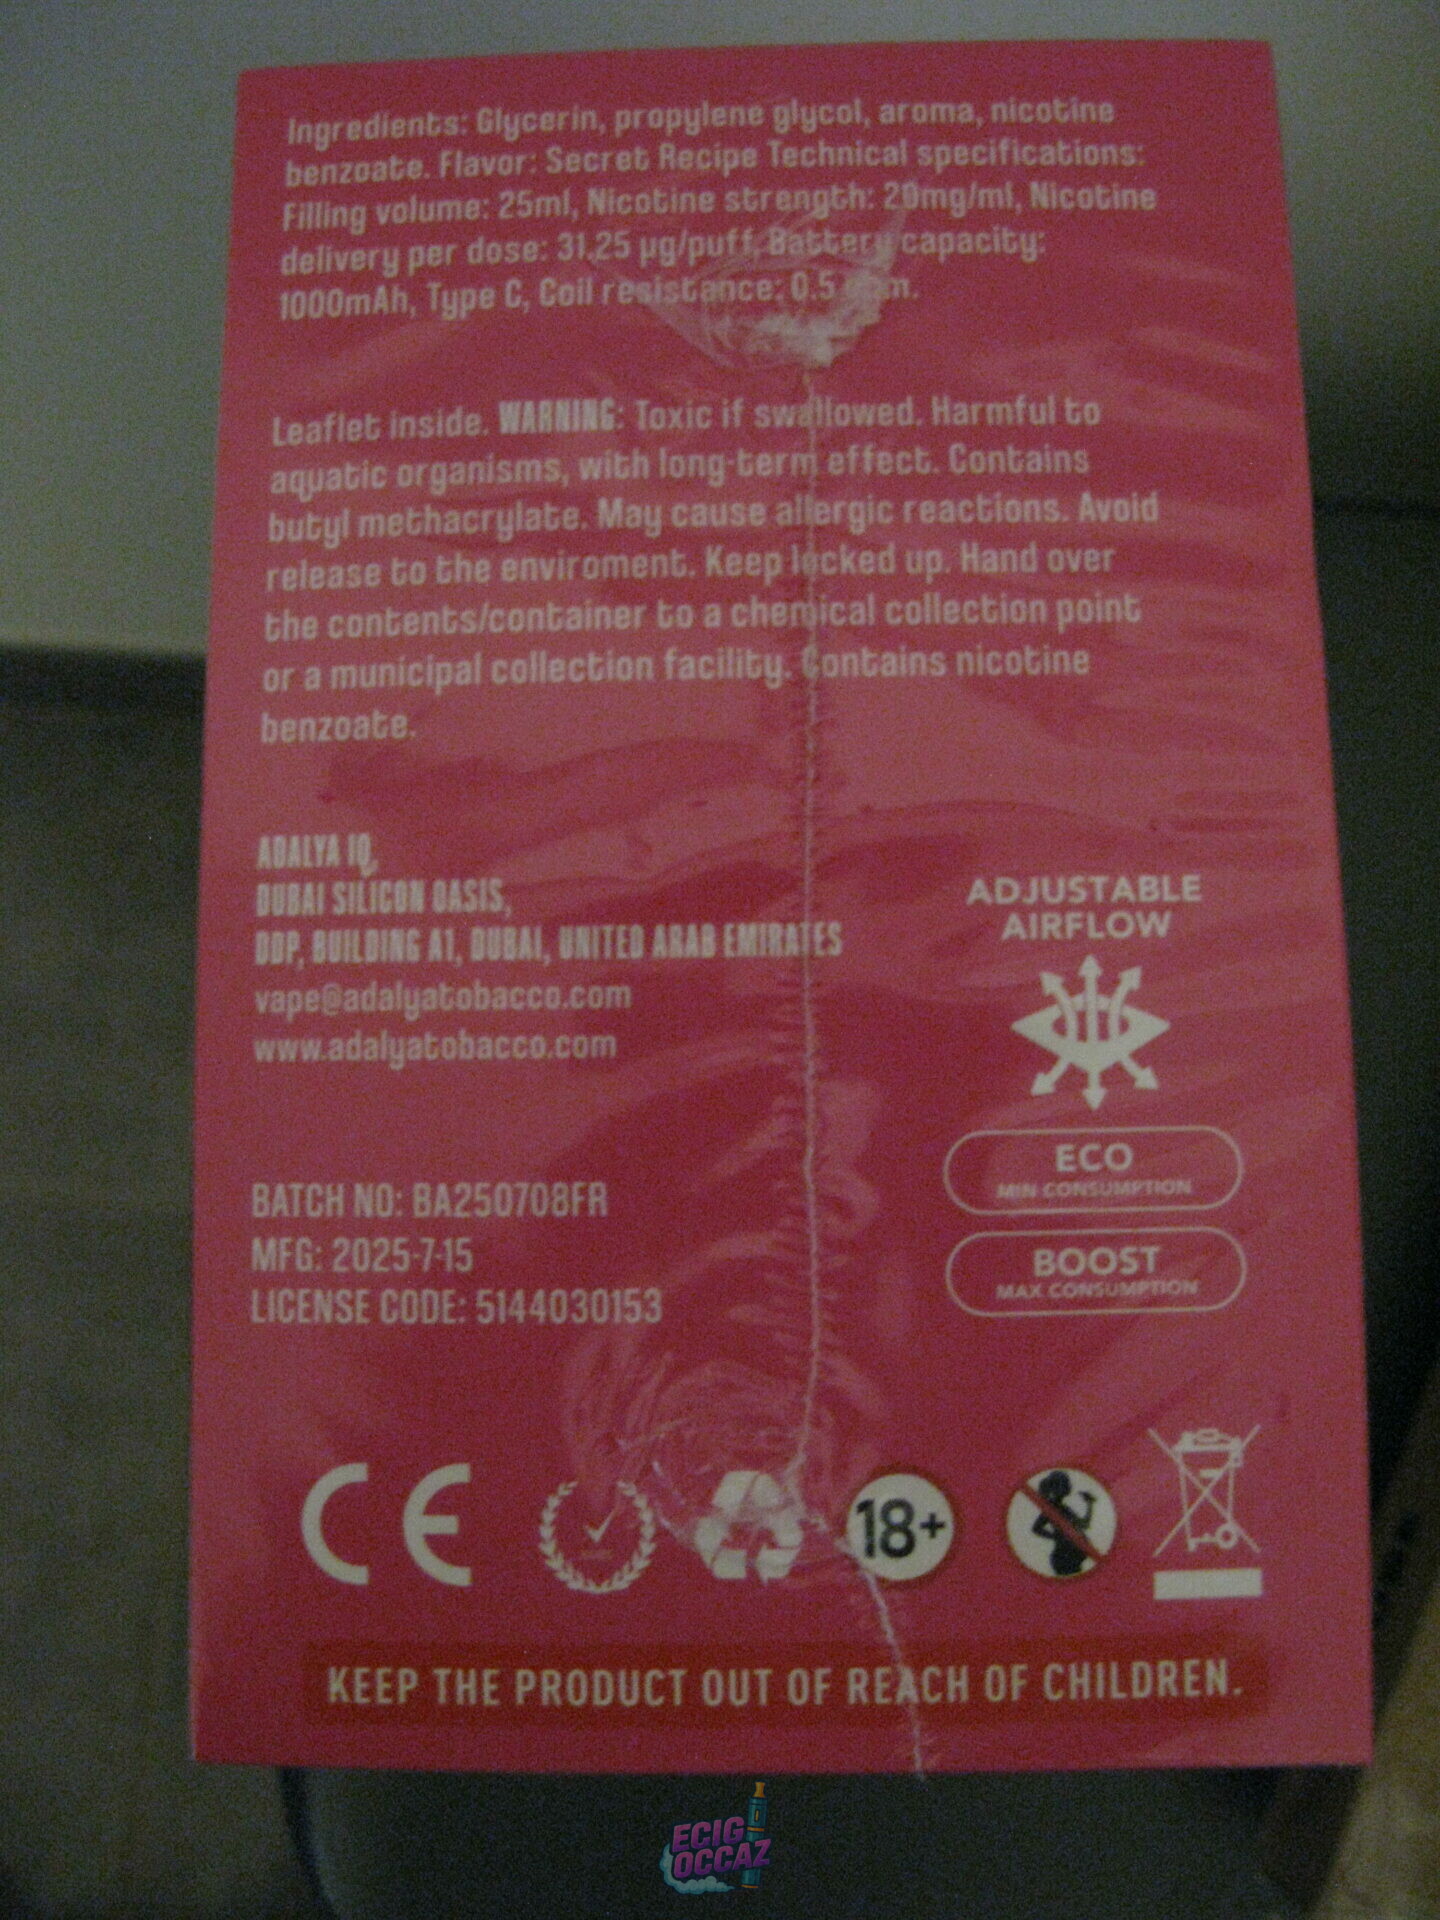 Ingredients: Glycerin, propylene glycol, aroma, nicotine
benzoate. Flavor: Secret Recipe Technical specifications:
Filling volume: 25ml, Nicotine strength: 20mg/ml, Nicotine
delivery per dose: 31.25 µg/puff, Battery capacity:
1000mAh, Type C, Coil resistance: 0.5
Leaflet inside. WARNING: Toxic if swallowed. Harmful to
aquatic organisms, with long-term effect. Contains
butyl methacrylate. May cause allergic reactions. Avoid
release to the enviroment. Keep locked up. Hand over
the contents/container to a chemical collection point
or a municipal collection facility. Contains nicotine
benzoate.
ADALYA IQ,
DUBAI SILICON OASIS,
DDP, BUILDING A1, DUBAI, UNITED ARAB EMIRATES
vape@adalyatobacco.com
www.adalyatobacco.com
ADJUSTABLE
AIRFLOW
ECO
MIN CONSUMPTION
BOOST
MAX CONSUMPTION
BATCH NO: BA250708FR
MFG: 2025-7-15
LICENSE CODE: 5144030153
CE
18+
KEEP THE PRODUCT OUT OF REACH OF CHILDREN.
ECIG
OCCAZ